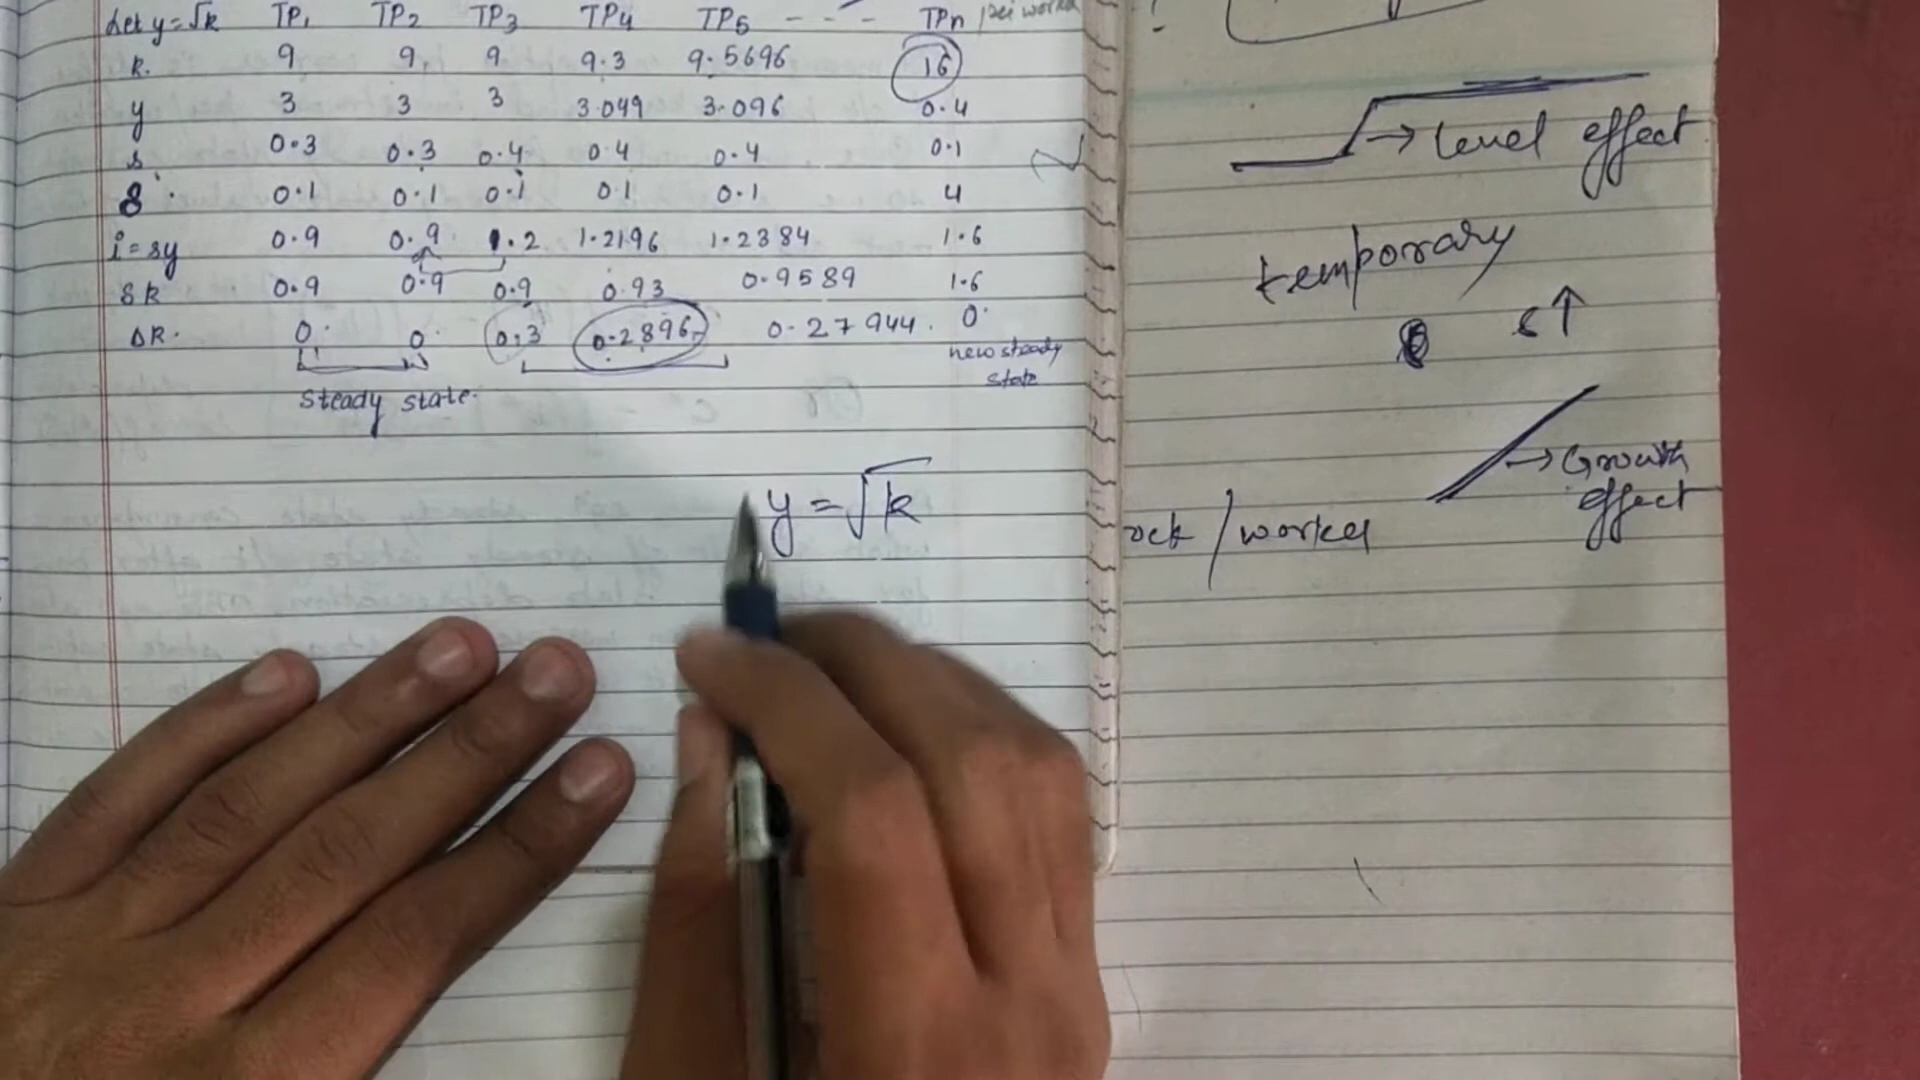 Let y = √k TP1 TP2 TP3 TP4 TP5 - - - TPn
k. 9 9 9 9.3 9.5696 16
y 3 3 3 3.049 3.096 0.4
s 0.3 0.3 0.4 0.4 0.4 0.1
δ. 0.1 0.1 0.1 0.1 0.1 4
i = sy 0.9 0.9 1.2 1.2196 1.2384 1.6
δk 0.9 0.9 0.9 0.93 0.9589 1.6
Δk. 0. 0. 0.3 0.2896 0.27944. 0.
new steady
state
Steady state.
y = √k
→ Level effect
temporary
s↑
→ Growth
effect
ock / worker